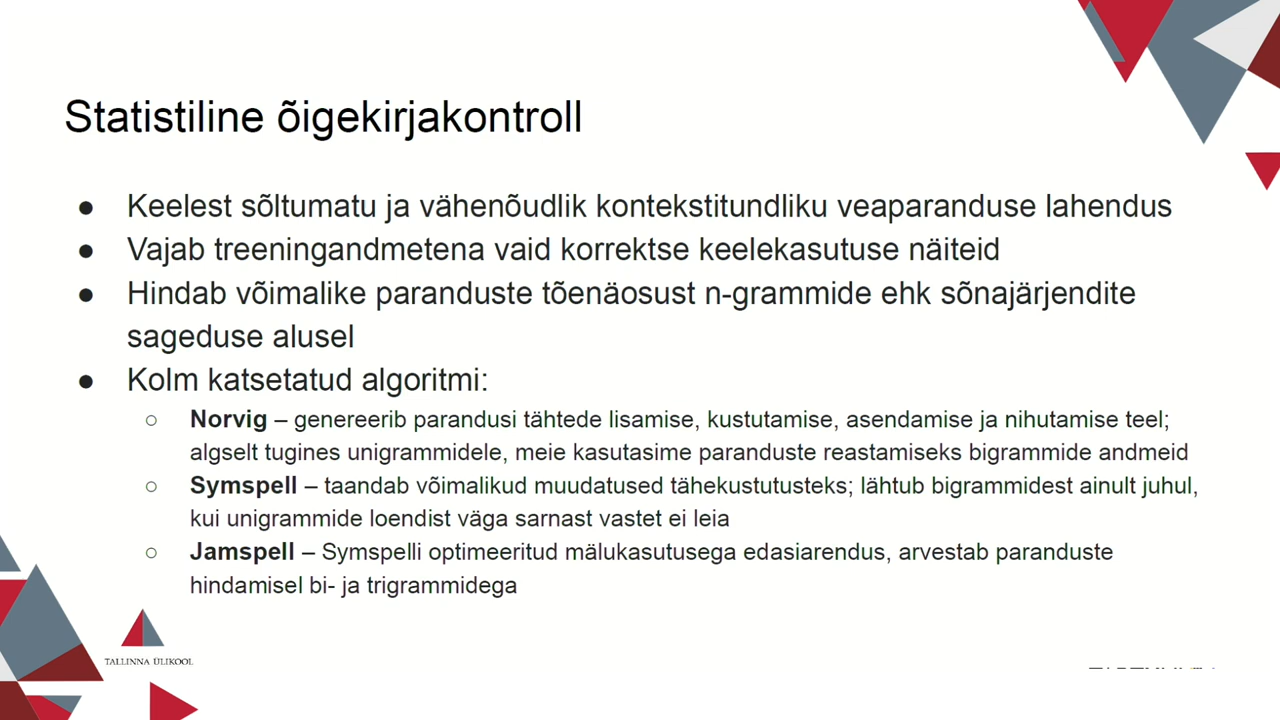 Statistiline õigekirjakontroll
● Keelest sõltumatu ja vähenõudlik kontekstitundliku veaparanduse lahendus
● Vajab treeningandmetena vaid korrektse keelekasutuse näiteid
● Hindab võimalike paranduste tõenäosust n-grammide ehk sõnajärjendite
sageduse alusel
● Kolm katsetatud algoritmi:
○ Norvig – genereerib parandusi tähtede lisamise, kustutamise, asendamise ja nihutamise teel;
algselt tugines unigrammidele, meie kasutasime paranduste reastamiseks bigrammide andmeid
○ Symspell – taandab võimalikud muudatused tähekustutusteks; lähtub bigrammidest ainult juhul,
kui unigrammide loendist väga sarnast vastet ei leia
○ Jamspell – Symspelli optimeeritud mälukasutusega edasiarendus, arvestab paranduste
hindamisel bi- ja trigrammidega
TALLINNA ÜLIKOOL